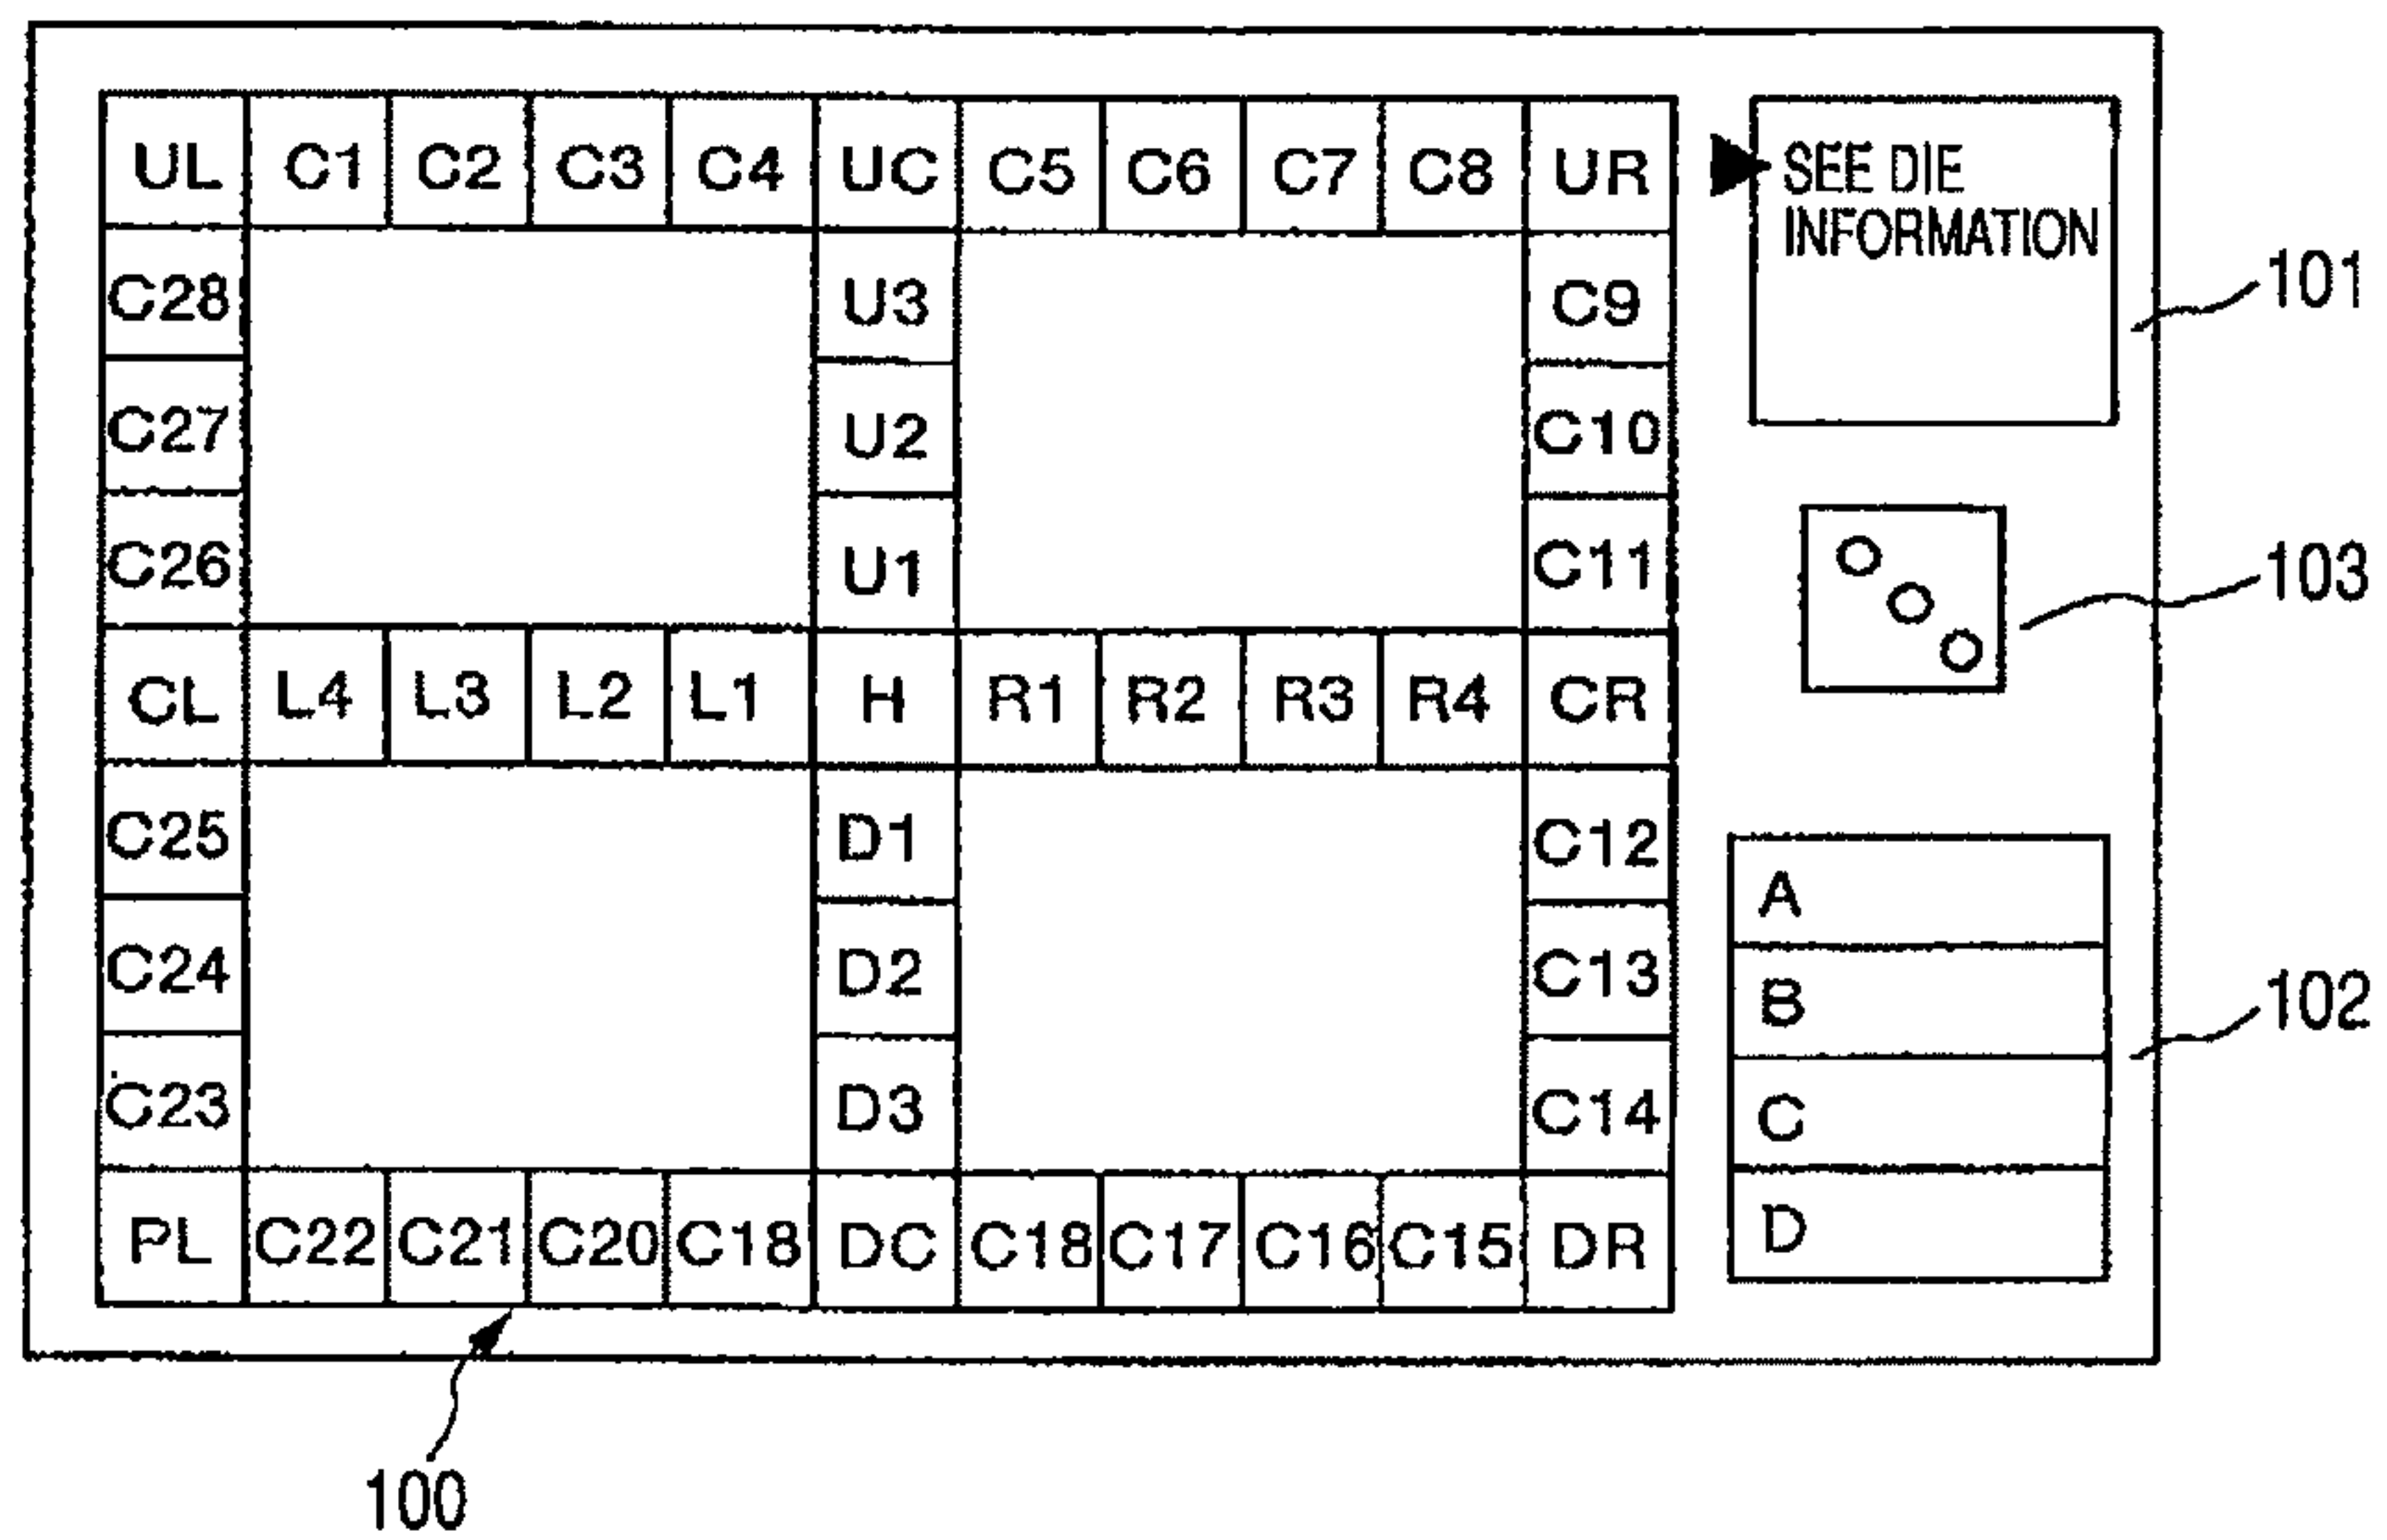 UL C1 C2 C3 C4 UC C5 C6 C7 C8 UR
C28 U3 C9
C27 U2 C10
C26 U1 C11
CL L4 L3 L2 L1 H R1 R2 R3 R4 CR
C25 D1 C12
C24 D2 C13
C23 D3 C14
PL C22 C21 C20 C18 DC C18 C17 C16 C15 DR
SEE DIE
INFORMATION
101
103
A
B
C
D
102
100